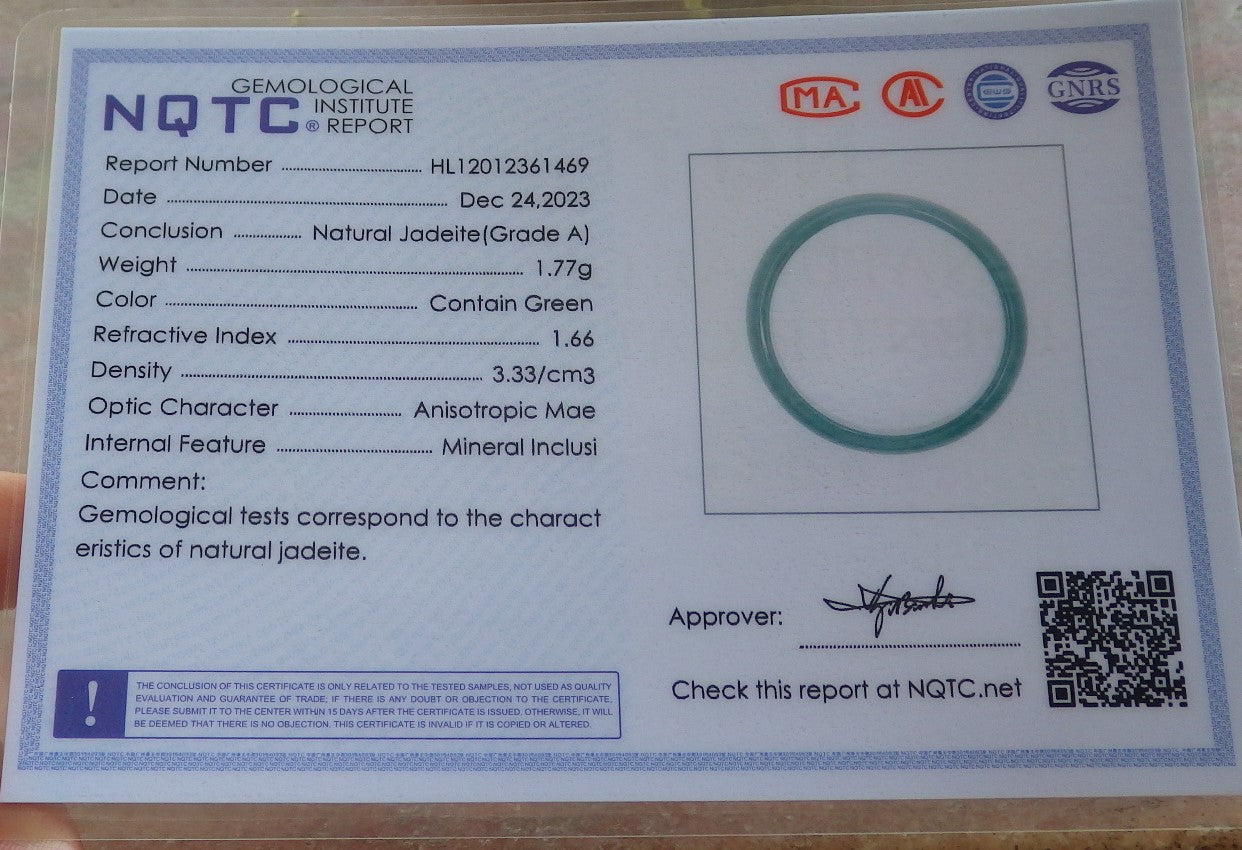 GEMOLOGICAL
NQTC® INSTITUTE
REPORT
MA
GNRS
Report Number ........ HL12012361469
Date ........ Dec 24,2023
Conclusion ........ Natural Jadeite(Grade A)
Weight ........ 1.77g
Color ........ Contain Green
Refractive Index ........ 1.66
Density ........ 3.33/cm3
Optic Character ........ Anisotropic Mae
Internal Feature ........ Mineral Inclusi
Comment:
Gemological tests correspond to the charact
eristics of natural jadeite.
Approver:
Check this report at NQTC.net
!
THE CONCLUSION OF THIS CERTIFICATE IS ONLY RELATED TO THE TESTED SAMPLES, NOT USED AS QUALITY
EVALUATION AND GUARANTEE OF TRADE; IF THERE IS ANY DOUBT OR OBJECTION TO THE CERTIFICATE,
PLEASE SUBMIT IT TO THE CENTER WITHIN 15 DAYS AFTER THE CERTIFICATE IS ISSUED. OTHERWISE, IT WILL
BE DEEMED THAT THERE IS NO OBJECTION. THIS CERTIFICATE IS INVALID IF IT IS COPIED OR ALTERED.